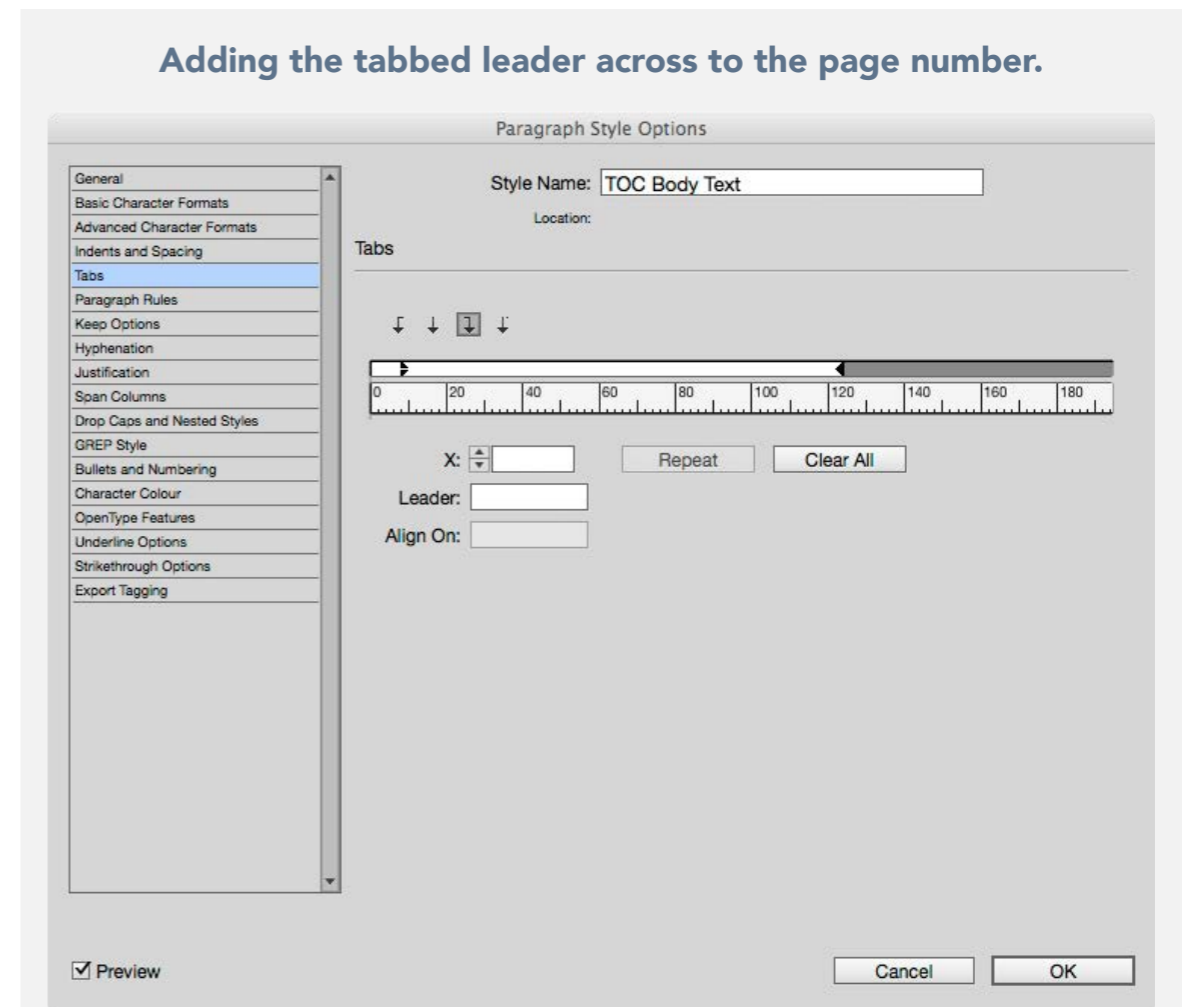 Adding the tabbed leader across to the page number.
Paragraph Style Options
General
Basic Character Formats
Advanced Character Formats
Indents and Spacing
Tabs
Paragraph Rules
Keep Options
Hyphenation
Justification
Span Columns
Drop Caps and Nested Styles
GREP Style
Bullets and Numbering
Character Colour
OpenType Features
Underline Options
Strikethrough Options
Export Tagging
Style Name: TOC Body Text
Location:
Tabs
0 20 40 60 80 100 120 140 160 180
X: Repeat Clear All
Leader:
Align On:
Preview Cancel OK